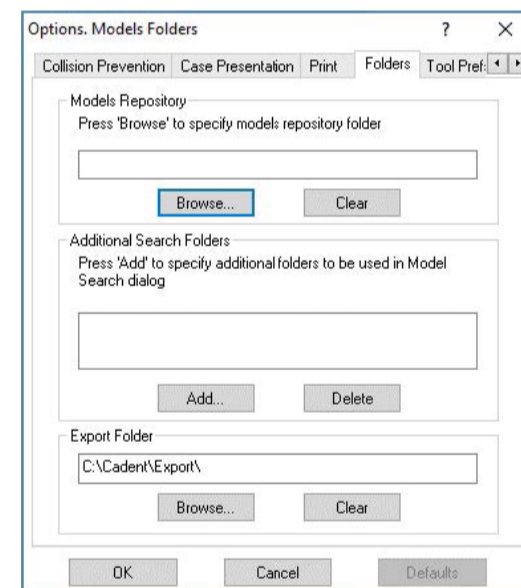 Options. Models Folders ? X
Collision Prevention Case Presentation Print Folders Tool Pref
Models Repository
Press 'Browse' to specify models repository folder
Browse... Clear
Additional Search Folders
Press 'Add' to specify additional folders to be used in Model
Search dialog
Add... Delete
Export Folder
C:\Cadent\Export\
Browse... Clear
OK Cancel Defaults